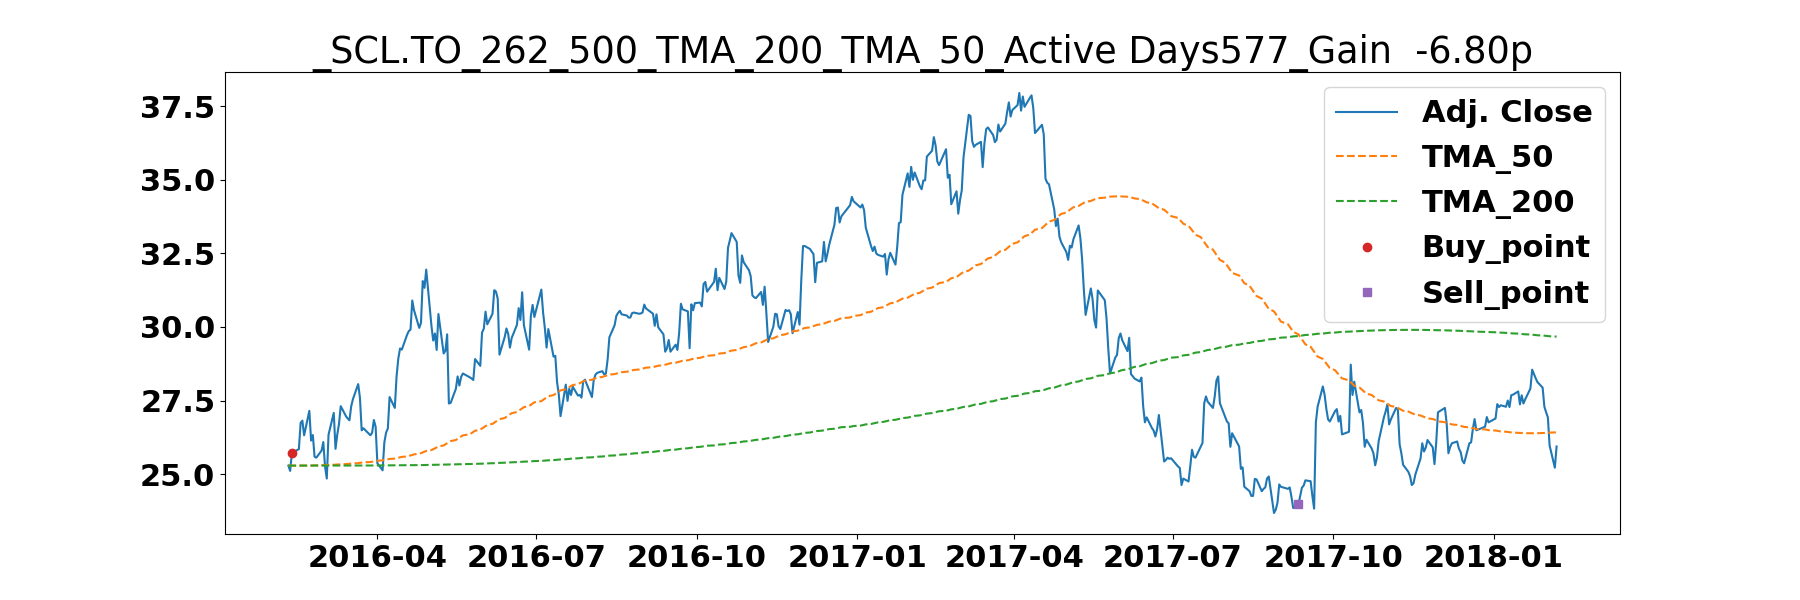 _SCL.TO_262_500_TMA_200_TMA_50_Active Days577_Gain  -6.80p
37.5
35.0
32.5
30.0
27.5
25.0
Adj. Close
TMA_50
TMA_200
Buy_point
Sell_point
2016-04 2016-07 2016-10 2017-01 2017-04 2017-07 2017-10 2018-01